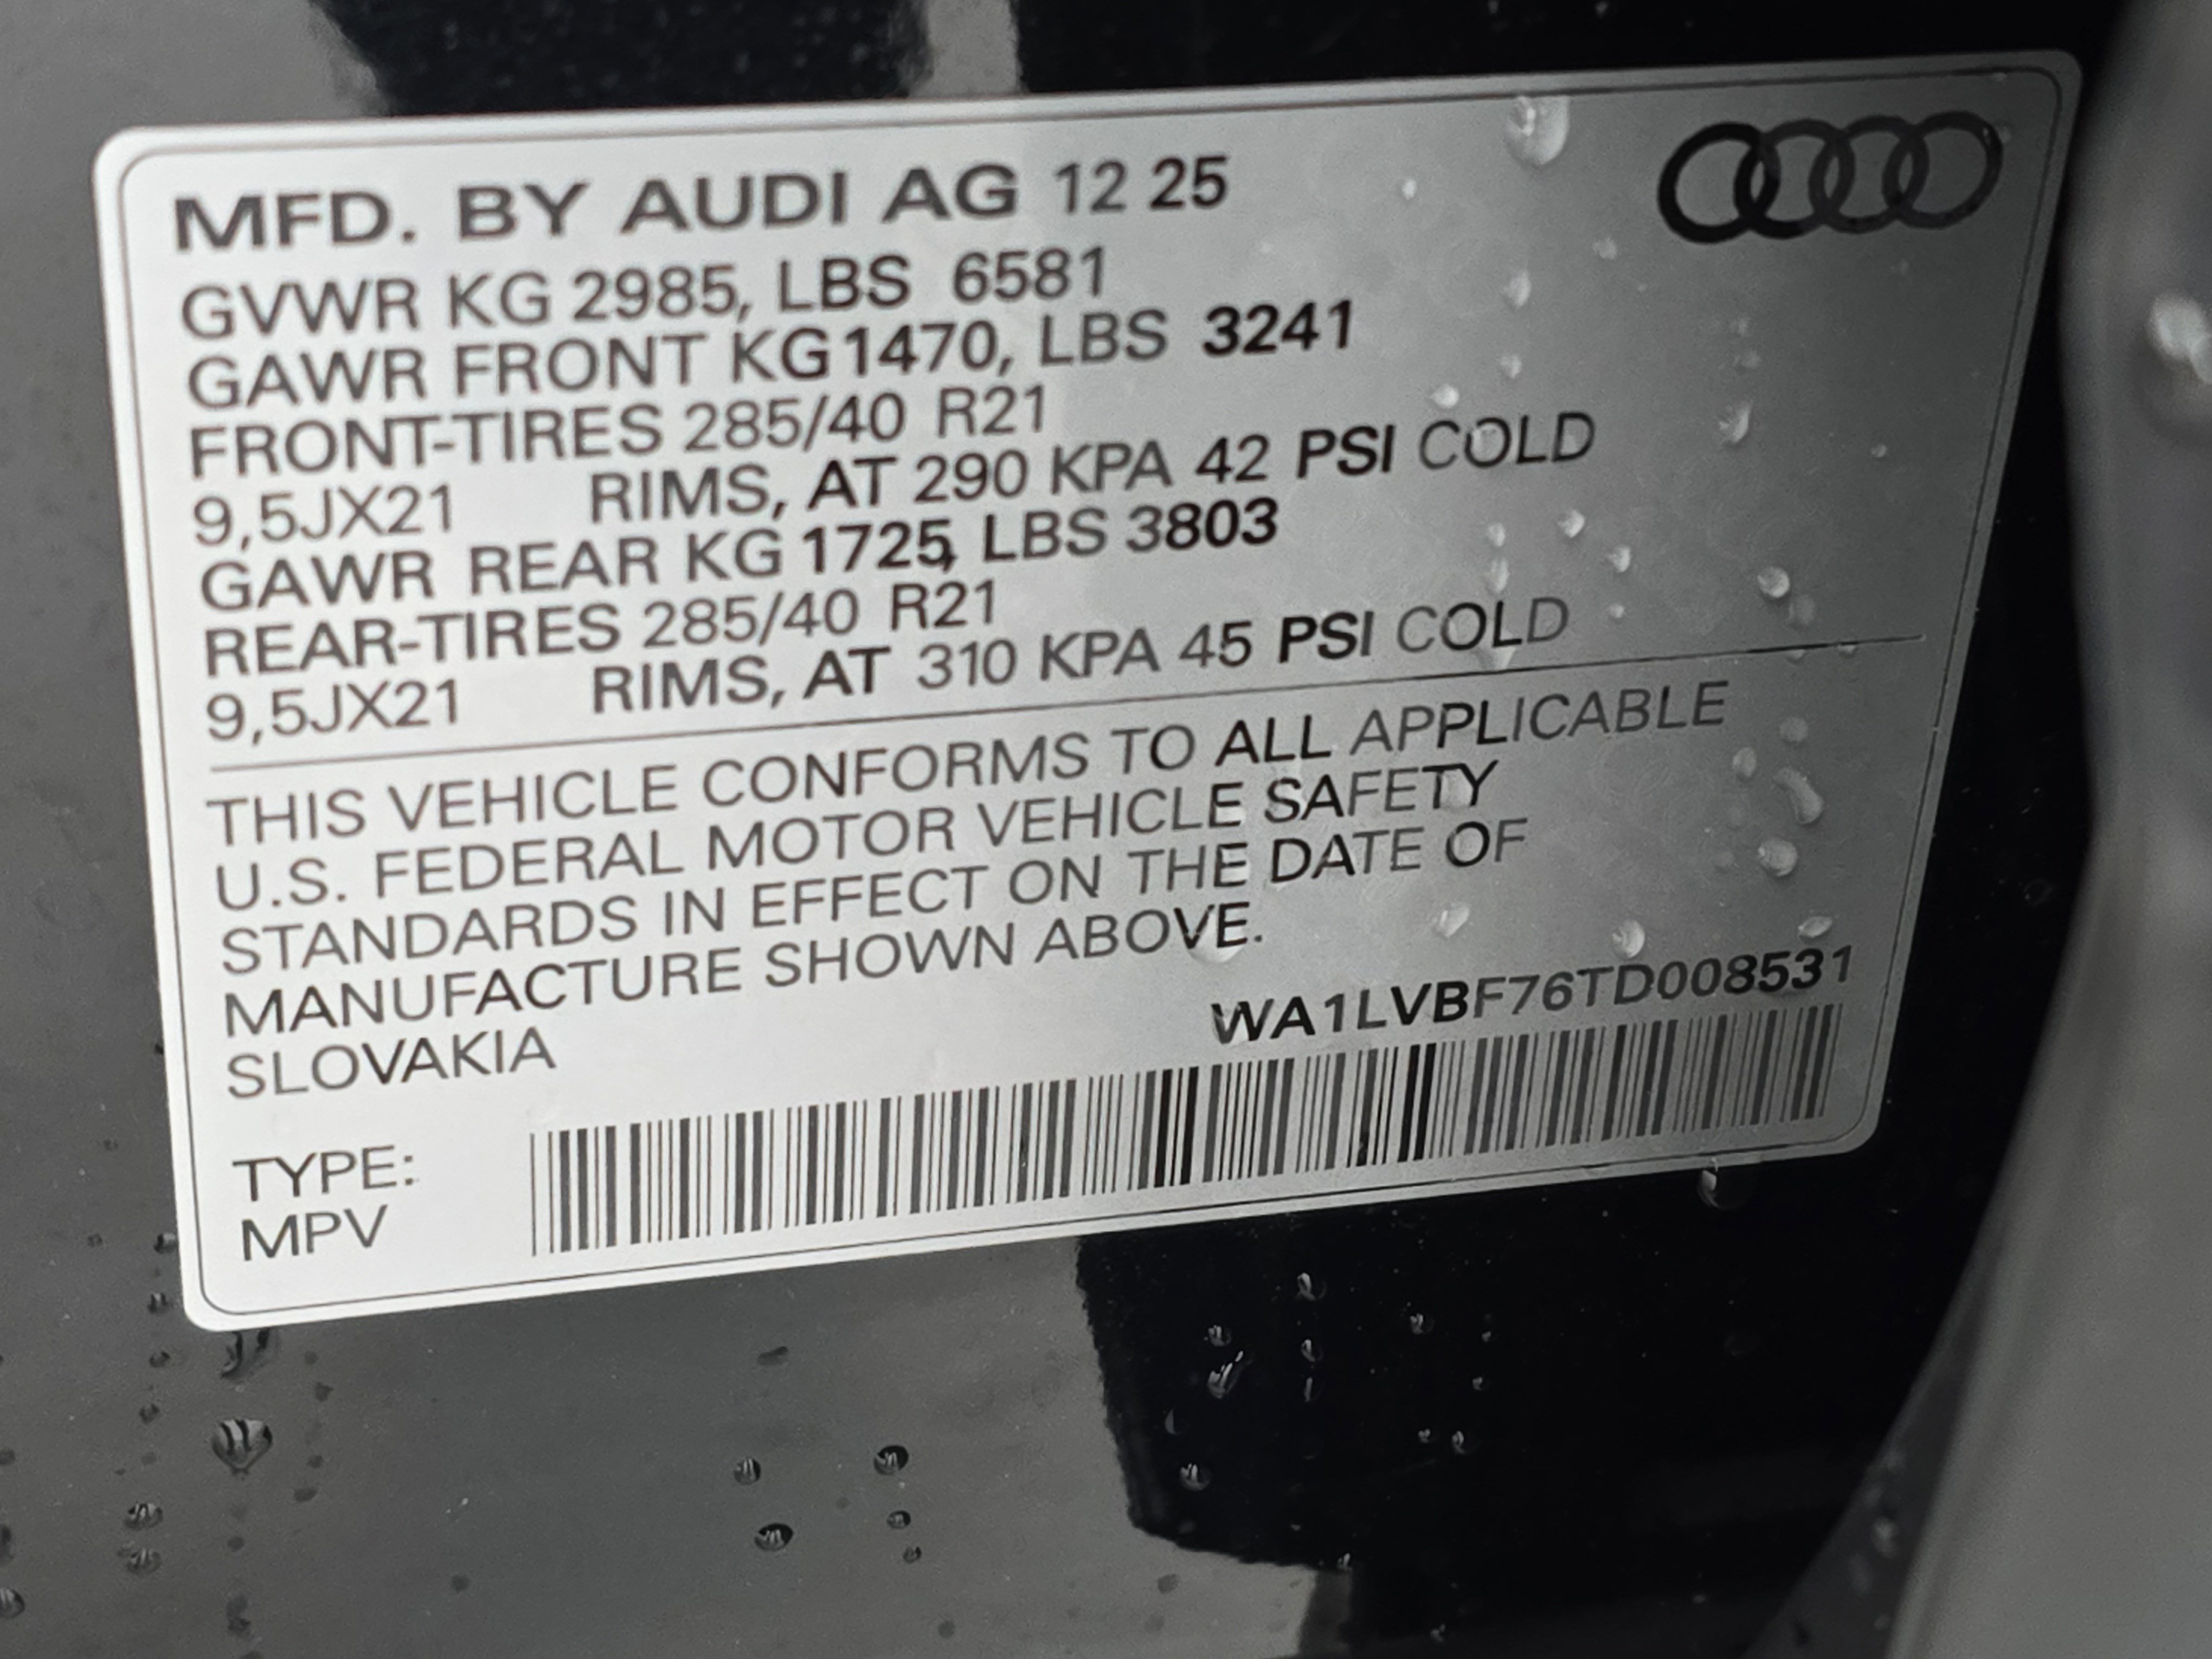 MFD. BY AUDI AG 12 25
GVWR KG 2985, LBS 6581
GAWR FRONT KG 1470, LBS 3241
FRONT-TIRES 285/40 R21
9,5JX21 RIMS, AT 290 KPA 42 PSI COLD
GAWR REAR KG 1725, LBS 3803
REAR-TIRES 285/40 R21
9,5JX21 RIMS, AT 310 KPA 45 PSI COLD
THIS VEHICLE CONFORMS TO ALL APPLICABLE
U.S. FEDERAL MOTOR VEHICLE SAFETY
STANDARDS IN EFFECT ON THE DATE OF
MANUFACTURE SHOWN ABOVE.
SLOVAKIA
WA1LVBF76TD008531
TYPE:
MPV